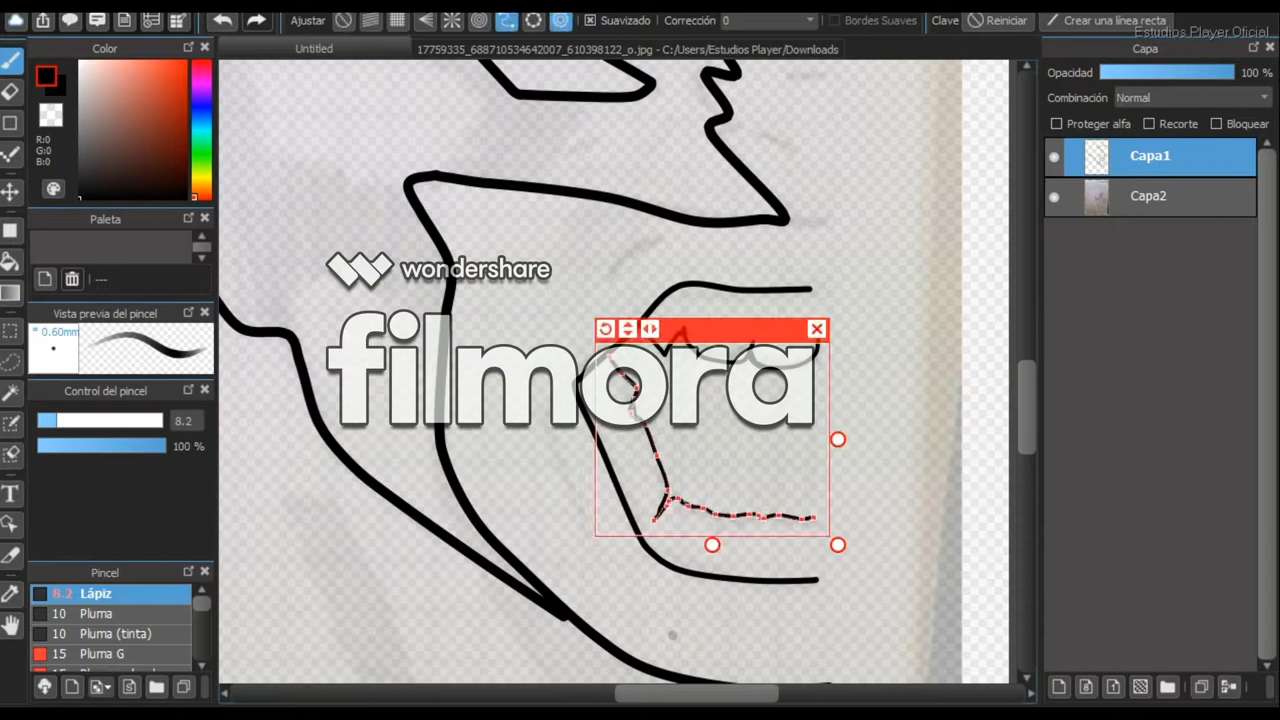 Ajustar
Suavizado
Corrección
0
Bordes Suaves
Clave
Reiniciar
Crear una línea recta
Estudios Player Oficial
Color
Untitled
17759335_688710534642007_610398122_o.jpg - C:/Users/Estudios Player/Downloads
Capa
R:0
G:0
B:0
Opacidad
100 %
Combinación
Normal
Proteger alfa
Recorte
Bloquear
Capa1
Capa2
Paleta
---
Vista previa del pincel
* 0.60mm
Control del pincel
8.2
100 %
Pincel
8.2 Lápiz
10 Pluma
10 Pluma (tinta)
15 Pluma G
wondershare
filmora